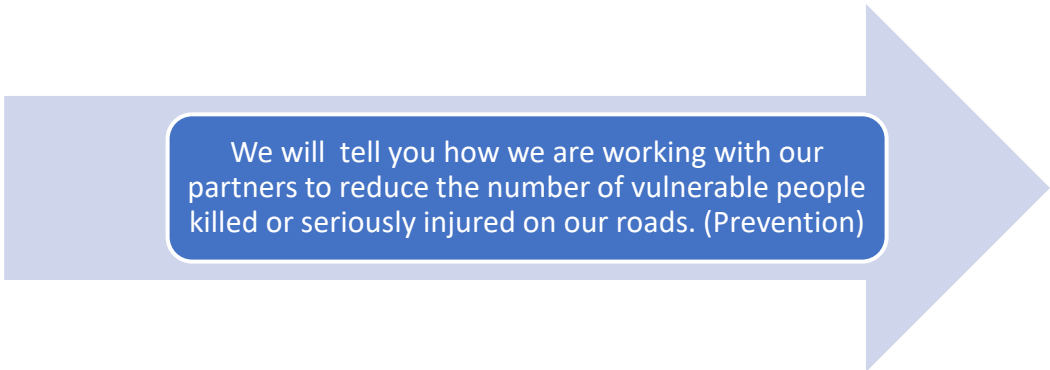 We will  tell you how we are working with our
partners to reduce the number of vulnerable people
killed or seriously injured on our roads. (Prevention)